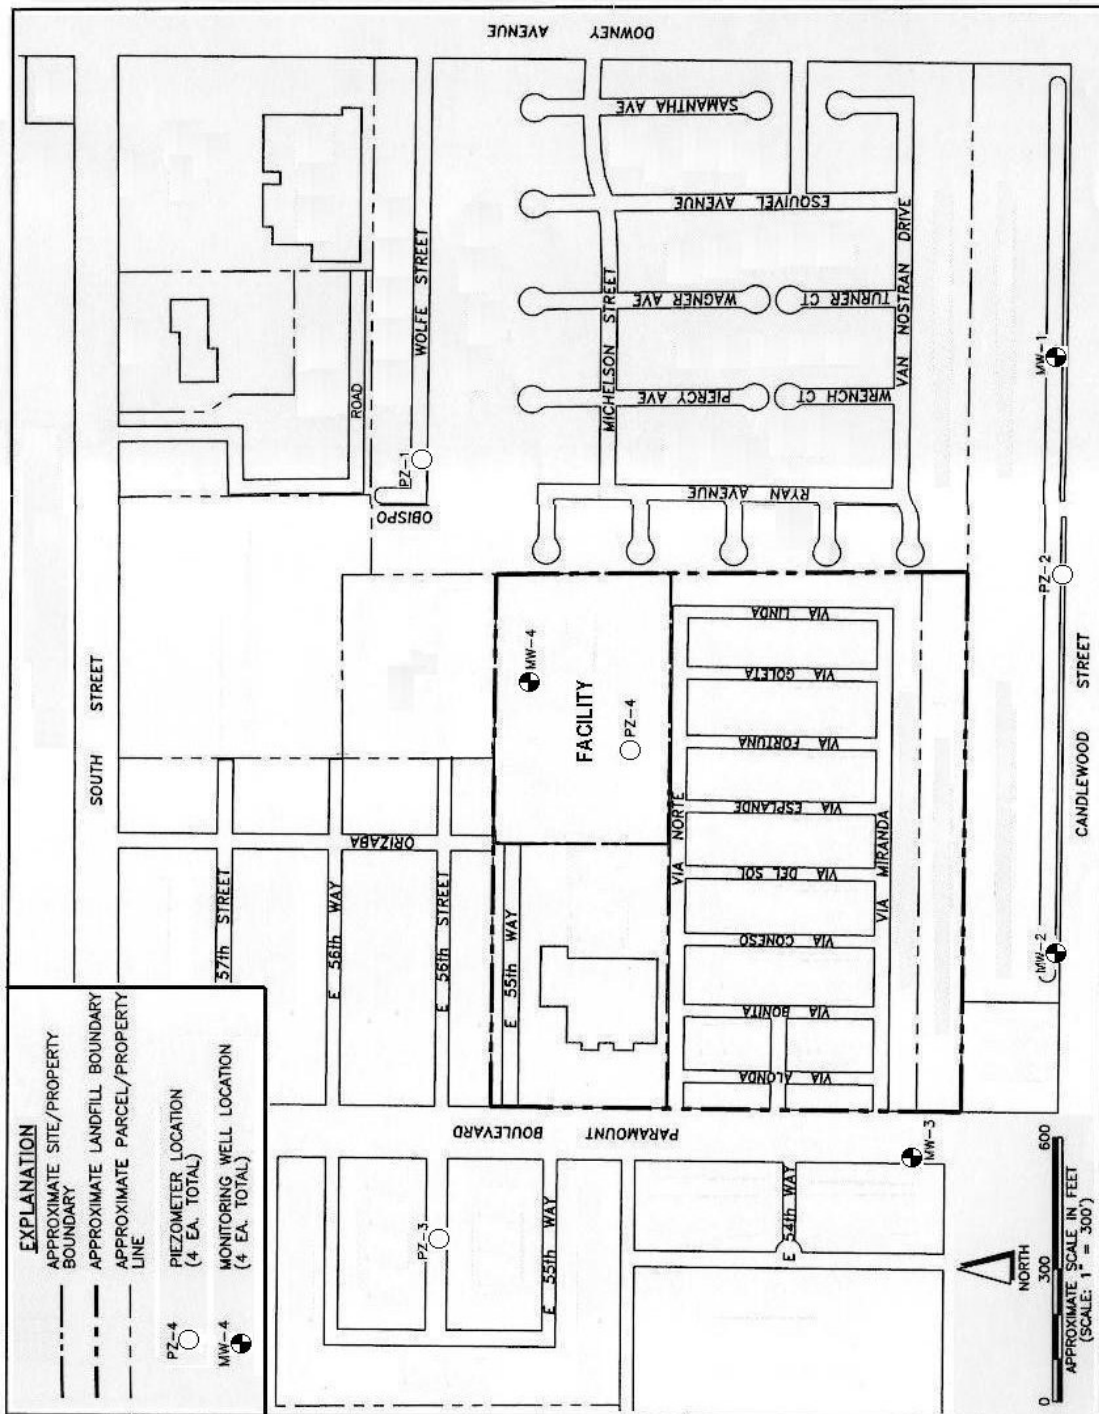 EXPLANATION
APPROXIMATE SITE/PROPERTY
BOUNDARY
APPROXIMATE LANDFILL BOUNDARY
APPROXIMATE PARCEL/PROPERTY
LINE
PZ-4
PIEZOMETER LOCATION
(4 EA. TOTAL)
MW-4
MONITORING WELL LOCATION
(4 EA. TOTAL)
SOUTH STREET
57th STREET
E 56th WAY
E 56th STREET
E 55th WAY
ORIZABA
ROAD
OBISPO
PZ-1
WOLFE STREET
DOWNEY AVENUE
MW-4
FACILITY
PZ-4
MICHELSON STREET
SAMANTHA AVE
ESQUIVEL AVENUE
WAGNER AVE
TURNER CT
PIERCY AVE
WRENCH CT
RYAN AVENUE
VAN NOSTRAN DRIVE
PARAMOUNT BOULEVARD
PZ-3
E 55th WAY
E 54th WAY
VIA NORTE
VIA ALONDA
VIA BONITA
VIA CONESO
VIA DEL SOL
VIA ESPLANDE
VIA FORTUNA
VIA GOLETA
VIA LINDA
VIA MIRANDA
MW-3
MW-2
PZ-2
MW-1
CANDLEWOOD STREET
NORTH
0 300 600
APPROXIMATE SCALE IN FEET
(SCALE: 1" = 300')